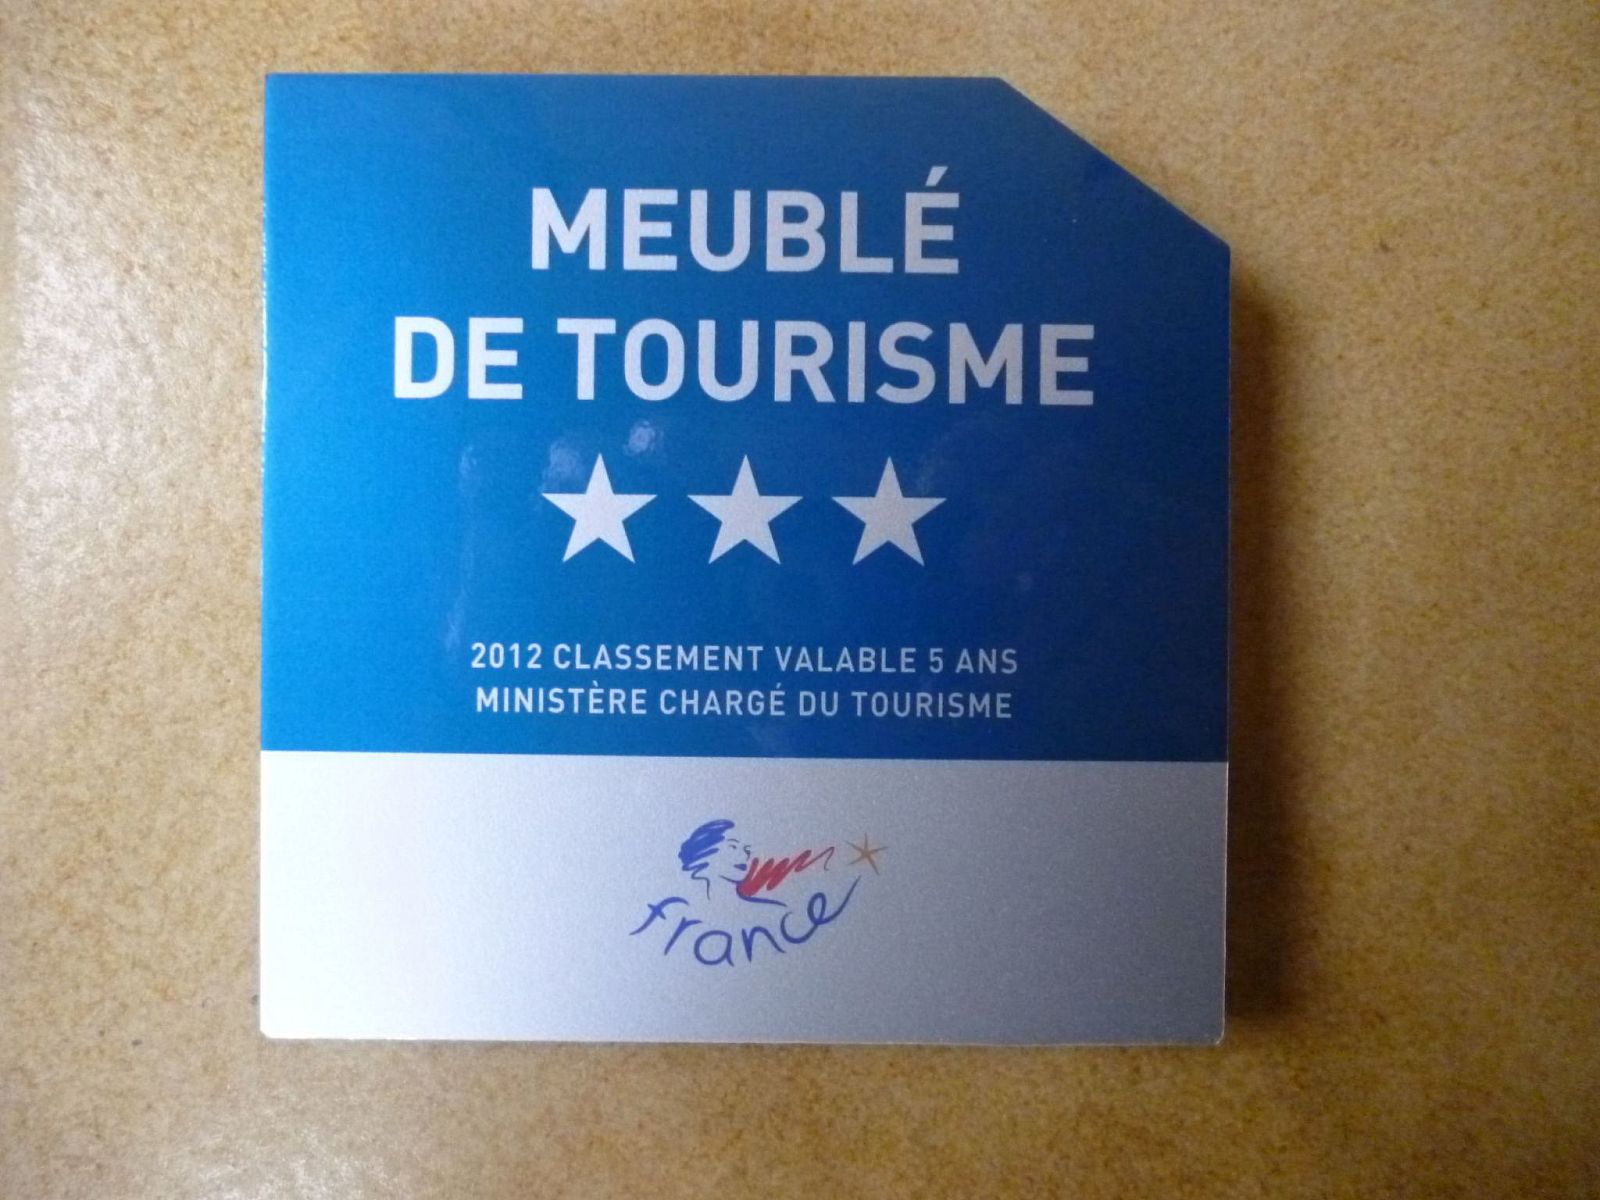 MEUBLÉ
DE TOURISME
2012 CLASSEMENT VALABLE 5 ANS
MINISTÈRE CHARGÉ DU TOURISME
france